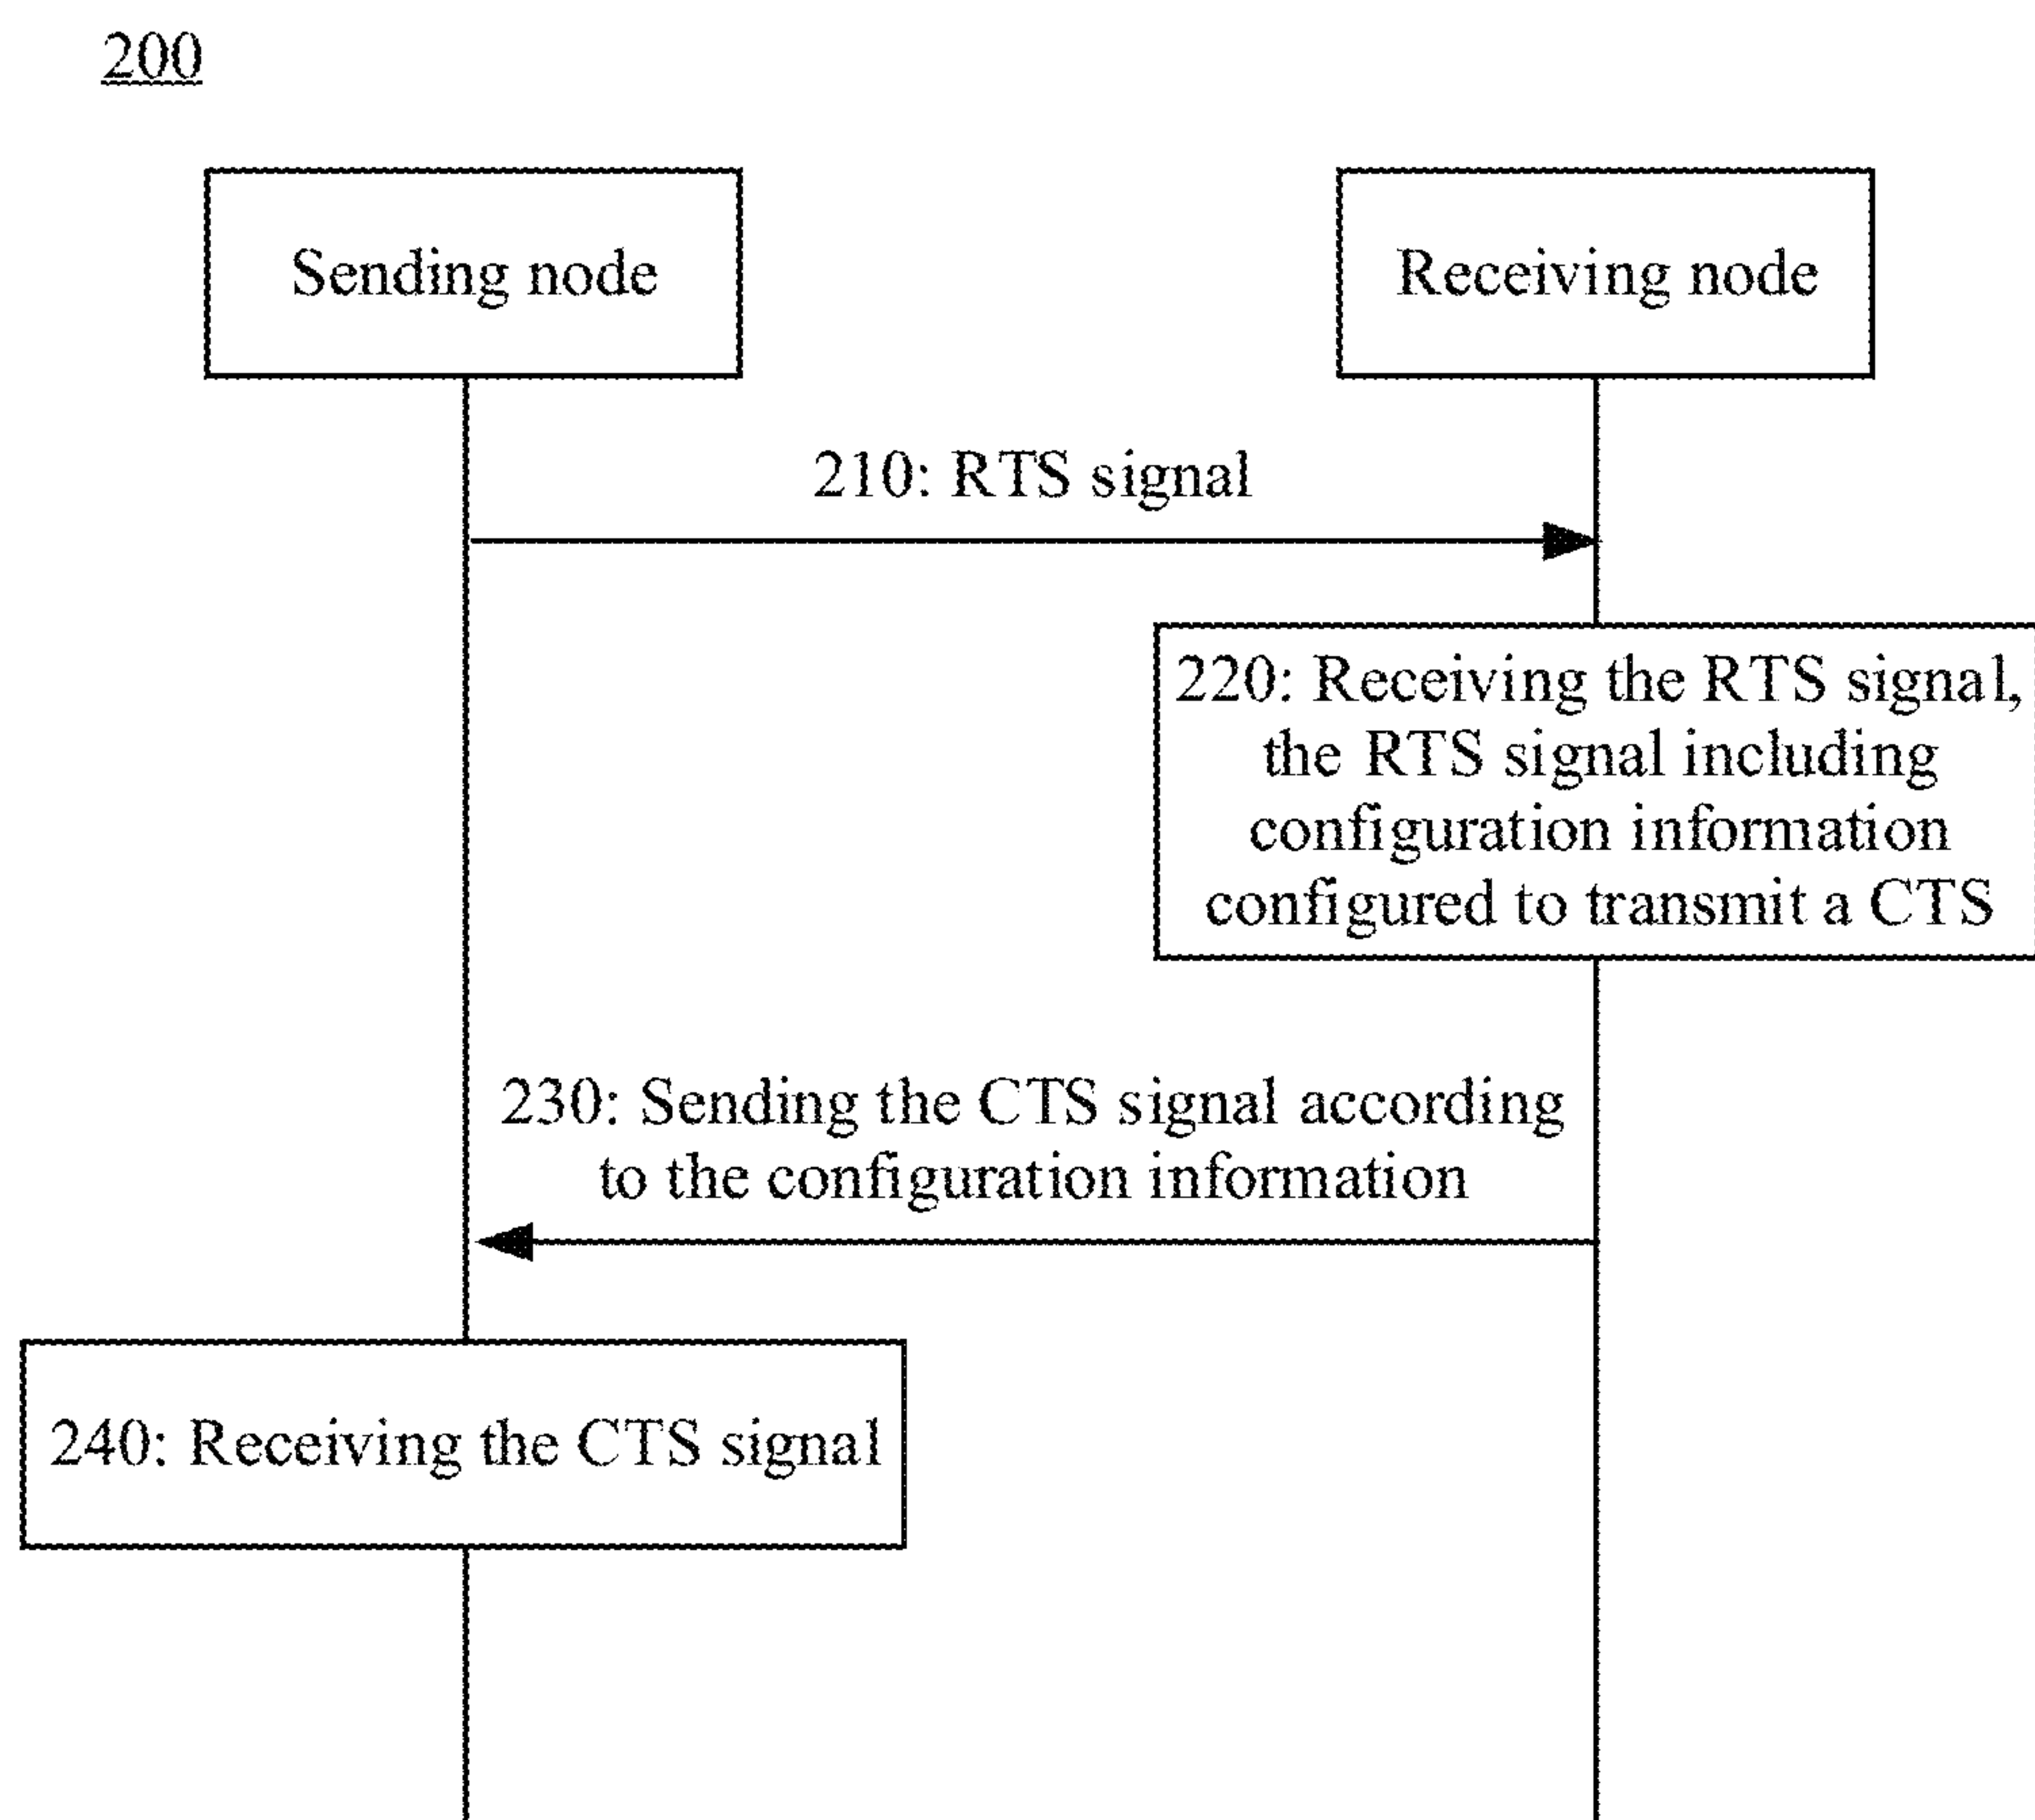 200
Sending node
Receiving node
210: RTS signal
220: Receiving the RTS signal,
the RTS signal including
configuration information
configured to transmit a CTS
230: Sending the CTS signal according
to the configuration information
240: Receiving the CTS signal